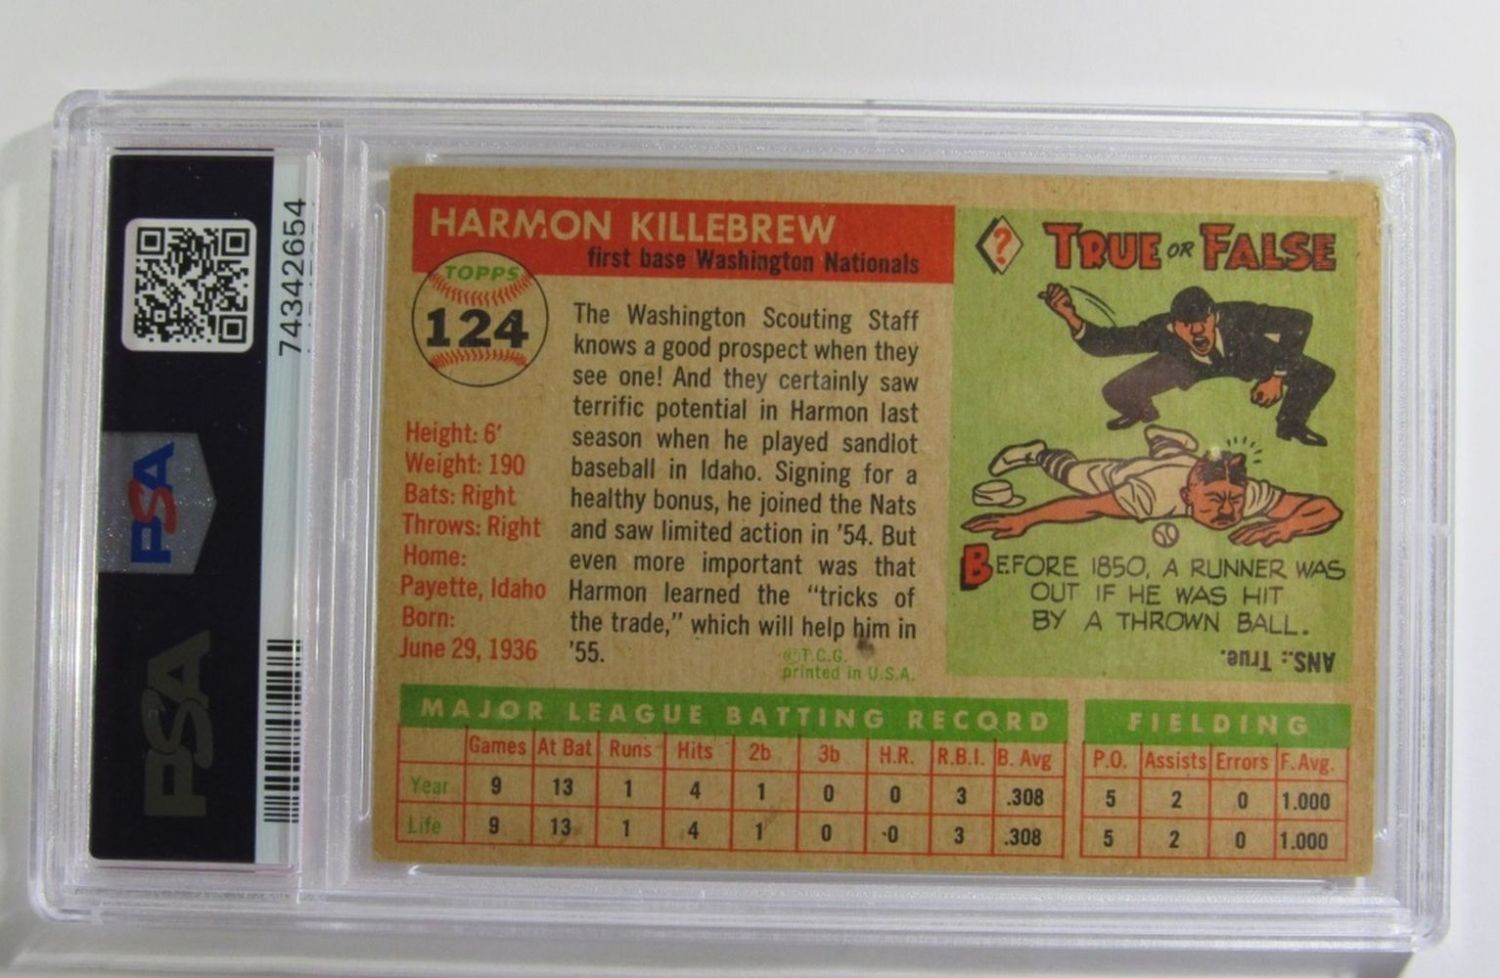 PSA
PSA
74342654
HARMON KILLEBREW
first base Washington Nationals
TOPPS
124
The Washington Scouting Staff
knows a good prospect when they
see one! And they certainly saw
terrific potential in Harmon last
season when he played sandlot
baseball in Idaho. Signing for a
healthy bonus, he joined the Nats
and saw limited action in '54. But
even more important was that
Harmon learned the "tricks of
the trade," which will help him in
'55.
Height: 6'
Weight: 190
Bats: Right
Throws: Right
Home:
Payette, Idaho
Born:
June 29, 1936
© T.C.G.
printed in U.S.A.
?
TRUE OR FALSE
BEFORE 1850, A RUNNER WAS
OUT IF HE WAS HIT
BY A THROWN BALL.
ANS.: True.
MAJOR LEAGUE BATTING RECORD
Games At Bat Runs Hits 2b 3b H.R. R.B.I. B. Avg
Year 9 13 1 4 1 0 0 3 .308
Life 9 13 1 4 1 0 0 3 .308
FIELDING
P.O. Assists Errors F. Avg.
5 2 0 1.000
5 2 0 1.000